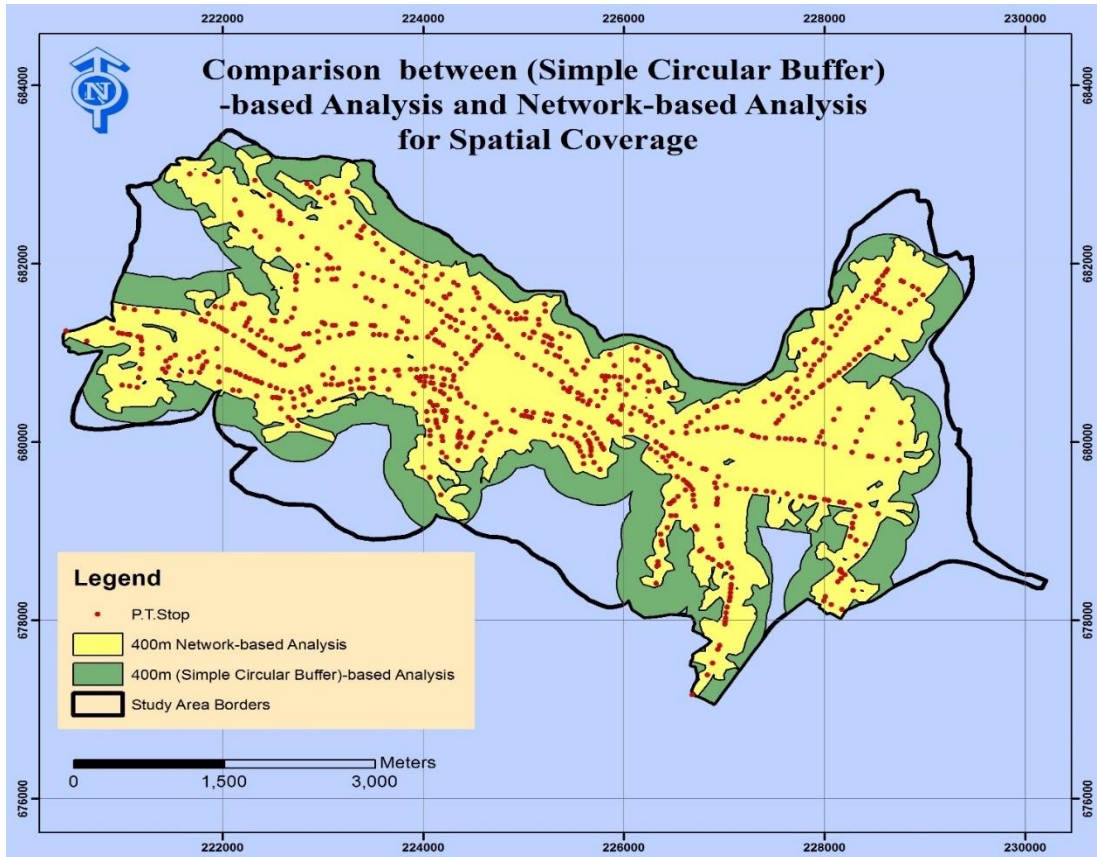 222000 224000 226000 228000 230000
684000 684000
N
Comparison  between (Simple Circular Buffer)
-based Analysis and Network-based Analysis
for Spatial Coverage
682000 682000
680000 680000
678000 678000
Legend
P.T.Stop
400m Network-based Analysis
400m (Simple Circular Buffer)-based Analysis
Study Area Borders
Meters
0 1,500 3,000
676000 676000
222000 224000 226000 228000 230000